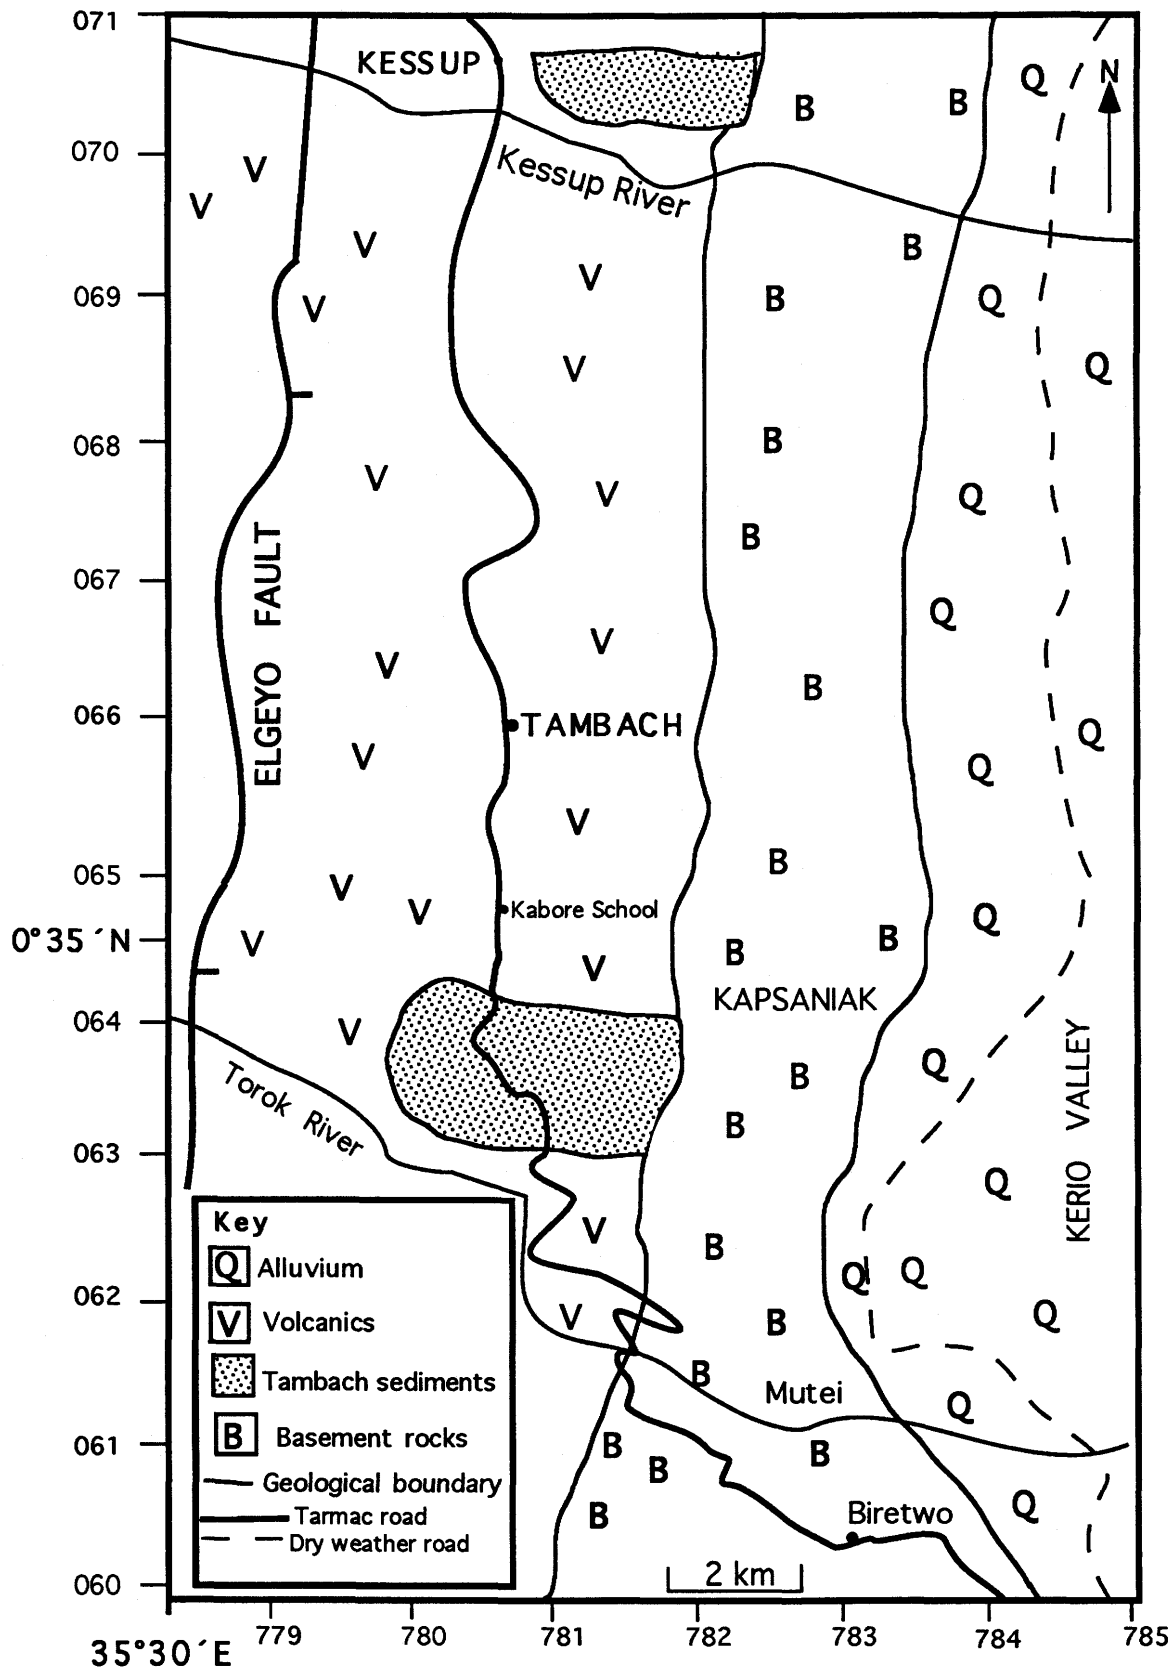 071
KESSUP
Q
N
B
B
070
V
Kessup River
V
V
B
069
V
V
B
Q
V
Q
068
B
V
V
Q
B
067
ELGEYO FAULT
Q
V
V
B
066
TAMBACH
Q
V
Q
V
B
065
V
V
Kabore School
Q
0°35´N
V
B
B
V
KAPSANIAK
064
V
Q
KERIO VALLEY
B
Torok River
B
063
Q
V
B
Q
Q
062
V
B
Q
B
Mutei
Q
061
B
B
B
Q
B
Biretwo
060
2 km
Key
Q Alluvium
V Volcanics
Tambach sediments
B Basement rocks
Geological boundary
Tarmac road
Dry weather road
779 780 781 782 783 784 785
35°30´E